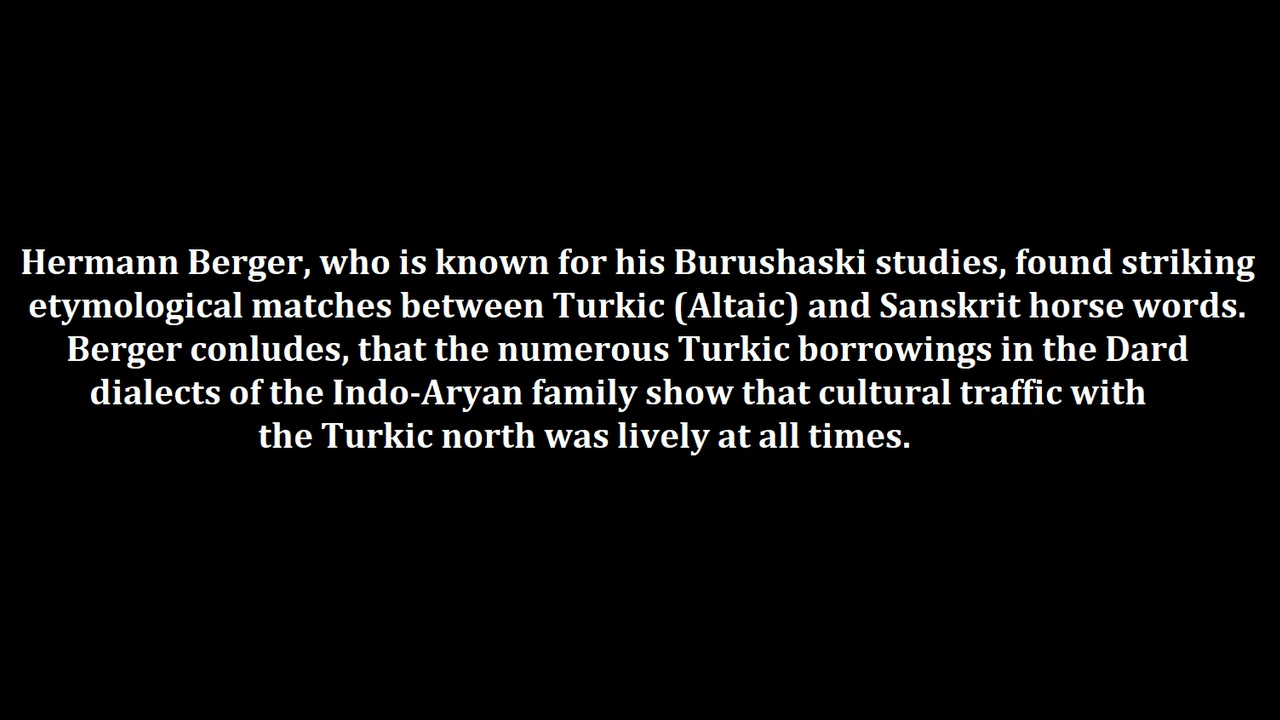 Hermann Berger, who is known for his Burushaski studies, found striking
etymological matches between Turkic (Altaic) and Sanskrit horse words.
Berger conludes, that the numerous Turkic borrowings in the Dard
dialects of the Indo-Aryan family show that cultural traffic with
the Turkic north was lively at all times.